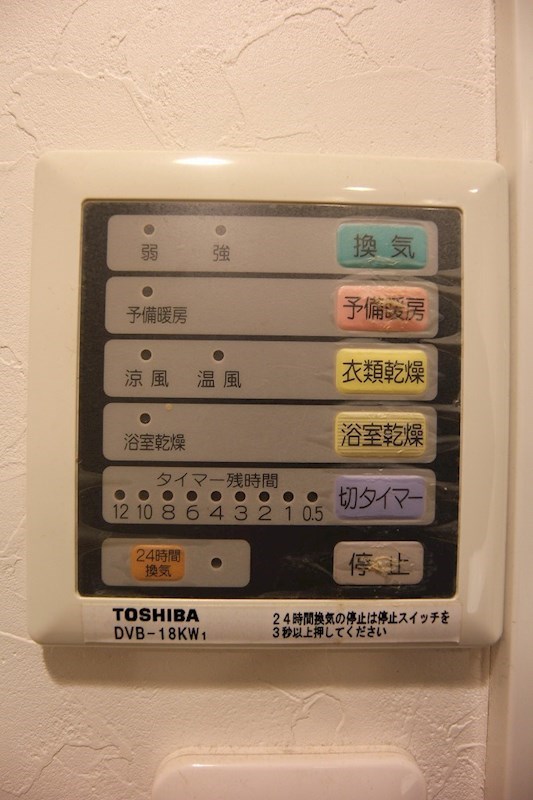 弱 強 換気
予備暖房 予備暖房
涼風 温風 衣類乾燥
浴室乾燥 浴室乾燥
タイマー残時間
12 10 8 6 4 3 2 1 0.5 切タイマー
24時間
換気
停止
TOSHIBA
DVB-18KW1
24時間換気の停止は停止スイッチを
3秒以上押してください